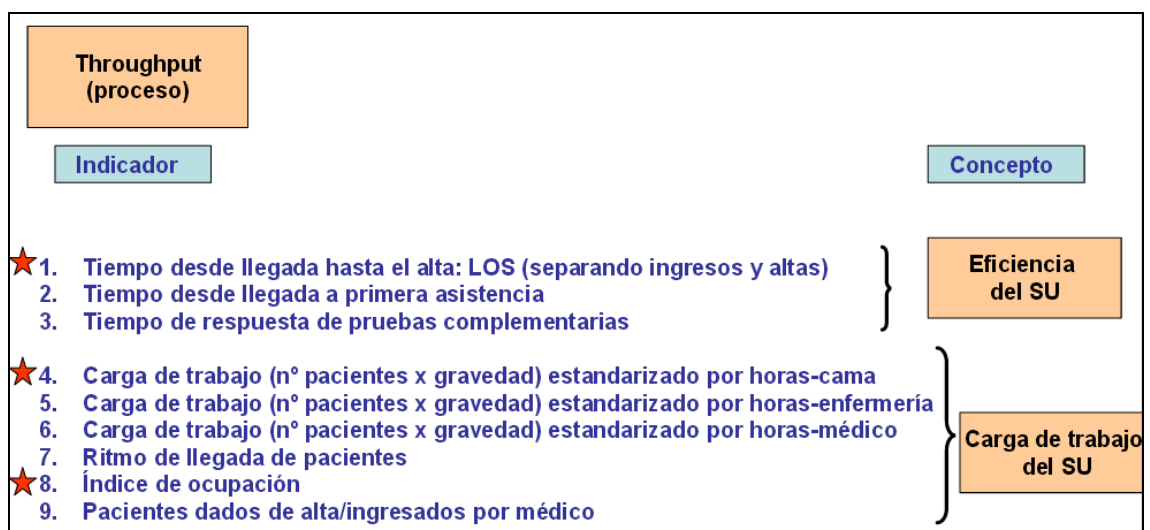 Throughput
(proceso)
Indicador
Concepto
1. Tiempo desde llegada hasta el alta: LOS (separando ingresos y altas)
2. Tiempo desde llegada a primera asistencia
3. Tiempo de respuesta de pruebas complementarias
Eficiencia
del SU
4. Carga de trabajo (nº pacientes x gravedad) estandarizado por horas-cama
5. Carga de trabajo (nº pacientes x gravedad) estandarizado por horas-enfermería
6. Carga de trabajo (nº pacientes x gravedad) estandarizado por horas-médico
7. Ritmo de llegada de pacientes
8. Índice de ocupación
9. Pacientes dados de alta/ingresados por médico
Carga de trabajo
del SU